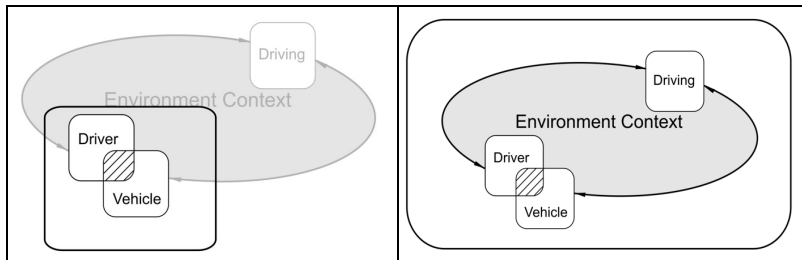 Driving
Environment Context
Driver
Vehicle
Driving
Environment Context
Driver
Vehicle